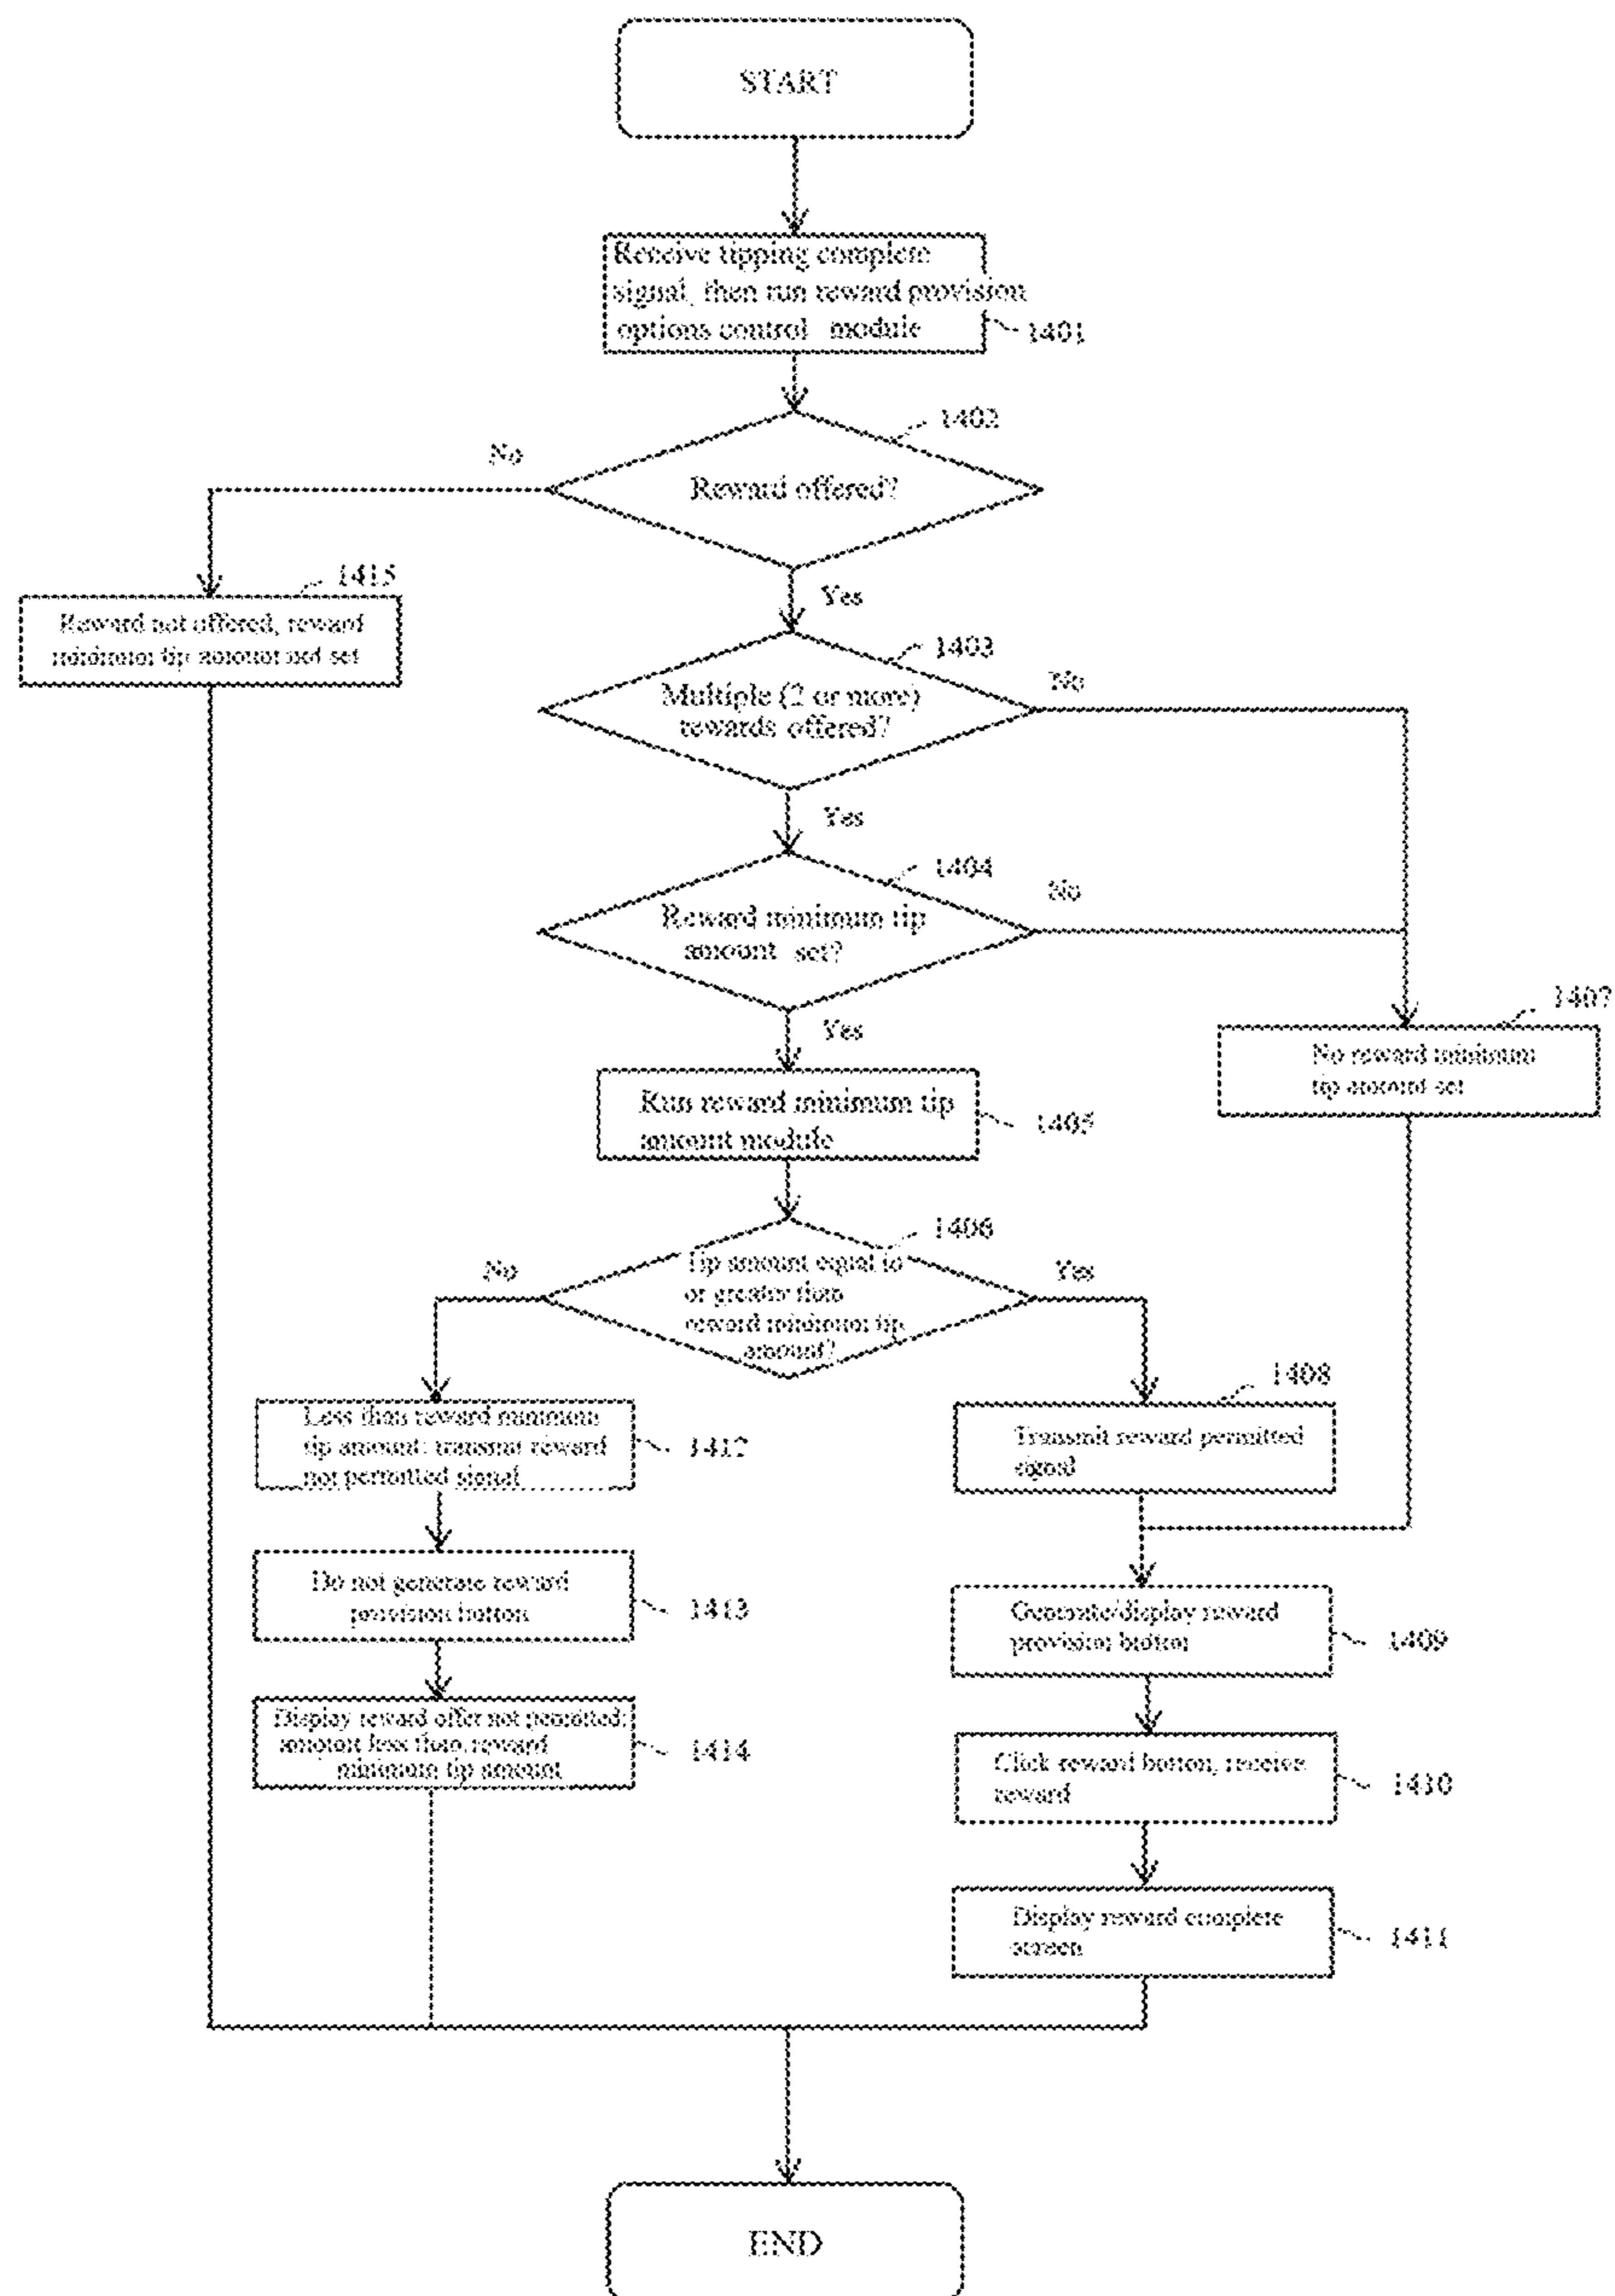 START
Receive tipping complete
signal, then run reward provision
options control module
1401
1402
No
Reward offered?
1415
Yes
Reward not offered, reward
minimum tip amount not set
1403
No
Multiple (2 or more)
rewards offered?
Yes
1404
No
Reward minimum tip
amount set?
1407
Yes
No reward minimum
tip amount set
Run reward minimum tip
amount module
1405
1406
No
Yes
Tip amount equal to
or greater than
reward minimum tip
amount?
1408
Less than reward minimum
tip amount: transmit reward
not permitted signal
1412
Transmit reward permitted
signal
Do not generate reward
provision button
1413
Generate/display reward
provision button
1409
Display reward offer not permitted:
amount less than reward
minimum tip amount
1414
Click reward button, receive
reward
1410
Display reward complete
screen
1411
END